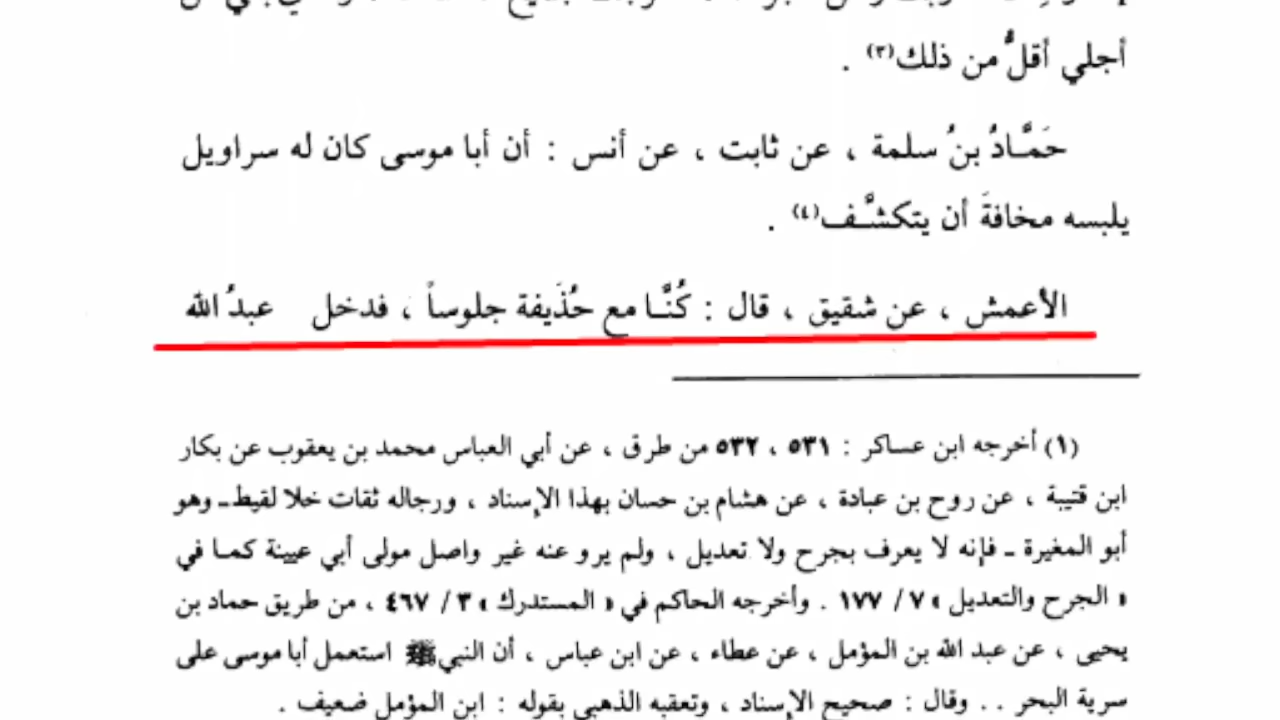 أجلي أقلُّ من ذلك(٣) .
حَمَّادُ بنُ سلمة ، عن ثابت ، عن أنس : أن أبا موسى كان له سراويل
يلبسه مخافةَ أن يتكشَّف(٤) .
الأعمش ، عن شقيق ، قال : كُنَّا مع حُذَيفة جلوساً ، فدخل عبدُ الله
(١) أخرجه ابن عساكر : ٥٣١ ، ٥٣٢ من طرق ، عن أبي العباس محمد بن يعقوب عن بكار
ابن قتيبة ، عن روح بن عبادة ، عن هشام بن حسان بهذا الإسناد ، ورجاله ثقات خلا لقيط ـ وهو
أبو المغيرة ـ فإنه لا يعرف بجرح ولا تعديل ، ولم يرو عنه غير واصل مولى أبي عيينة كما في
« الجرح والتعديل » ٧ / ١٧٧ . وأخرجه الحاكم في « المستدرك » ٣ / ٤٦٧ ، من طريق حماد بن
يحيى ، عن عبد الله بن المؤمل ، عن عطاء ، عن ابن عباس ، أن النبي ﷺ استعمل أبا موسى على
سرية البحر . . وقال : صحيح الإسناد ، وتعقبه الذهبي بقوله : ابن المؤمل ضعيف .